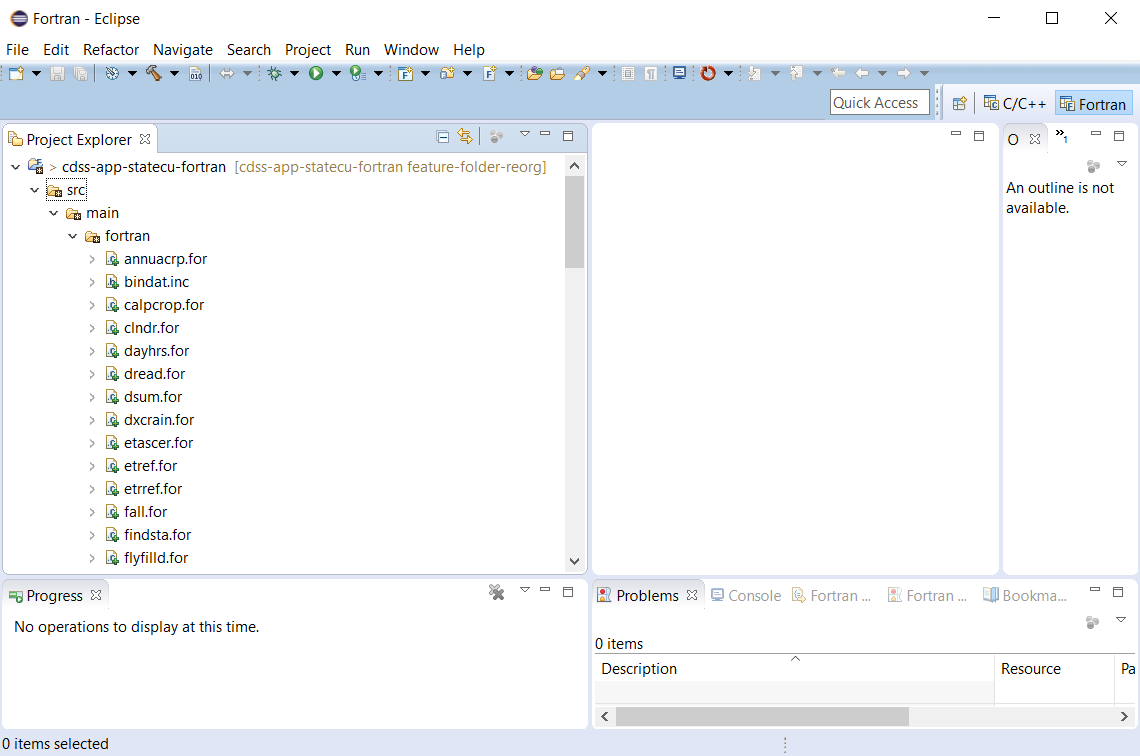 Fortran - Eclipse
File Edit Refactor Navigate Search Project Run Window Help
Quick Access C/C++ Fortran
Project Explorer
> cdss-app-statecu-fortran [cdss-app-statecu-fortran feature-folder-reorg]
src
main
fortran
annuacrp.for
bindat.inc
calpcrop.for
clndr.for
dayhrs.for
dread.for
dsum.for
dxcrain.for
etascer.for
etref.for
etrref.for
fall.for
findsta.for
flyfilld.for
O »1
An outline is not
available.
Progress
No operations to display at this time.
Problems Console Fortran ... Fortran ... Bookma...
0 items
Description Resource Pa
0 items selected